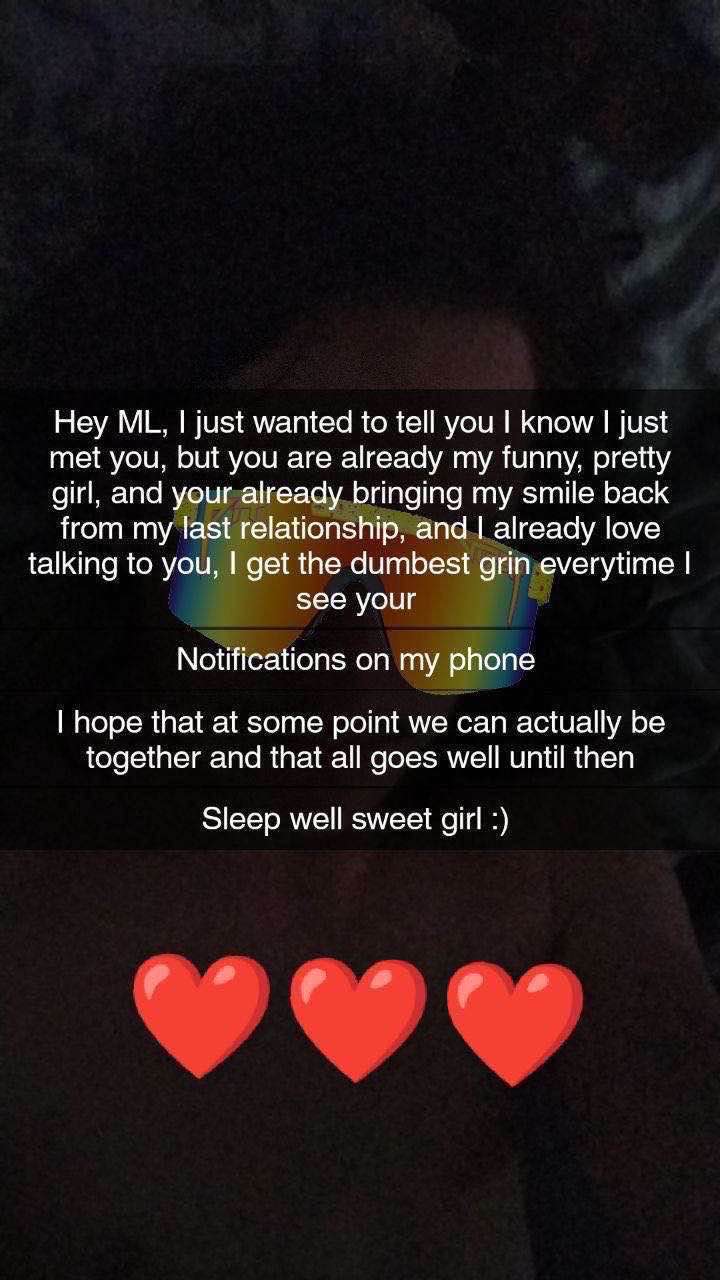 Hey ML, I just wanted to tell you I know I just
met you, but you are already my funny, pretty
girl, and your already bringing my smile back
from my last relationship, and I already love
talking to you, I get the dumbest grin everytime I
see your
Notifications on my phone
I hope that at some point we can actually be
together and that all goes well until then
Sleep well sweet girl :)